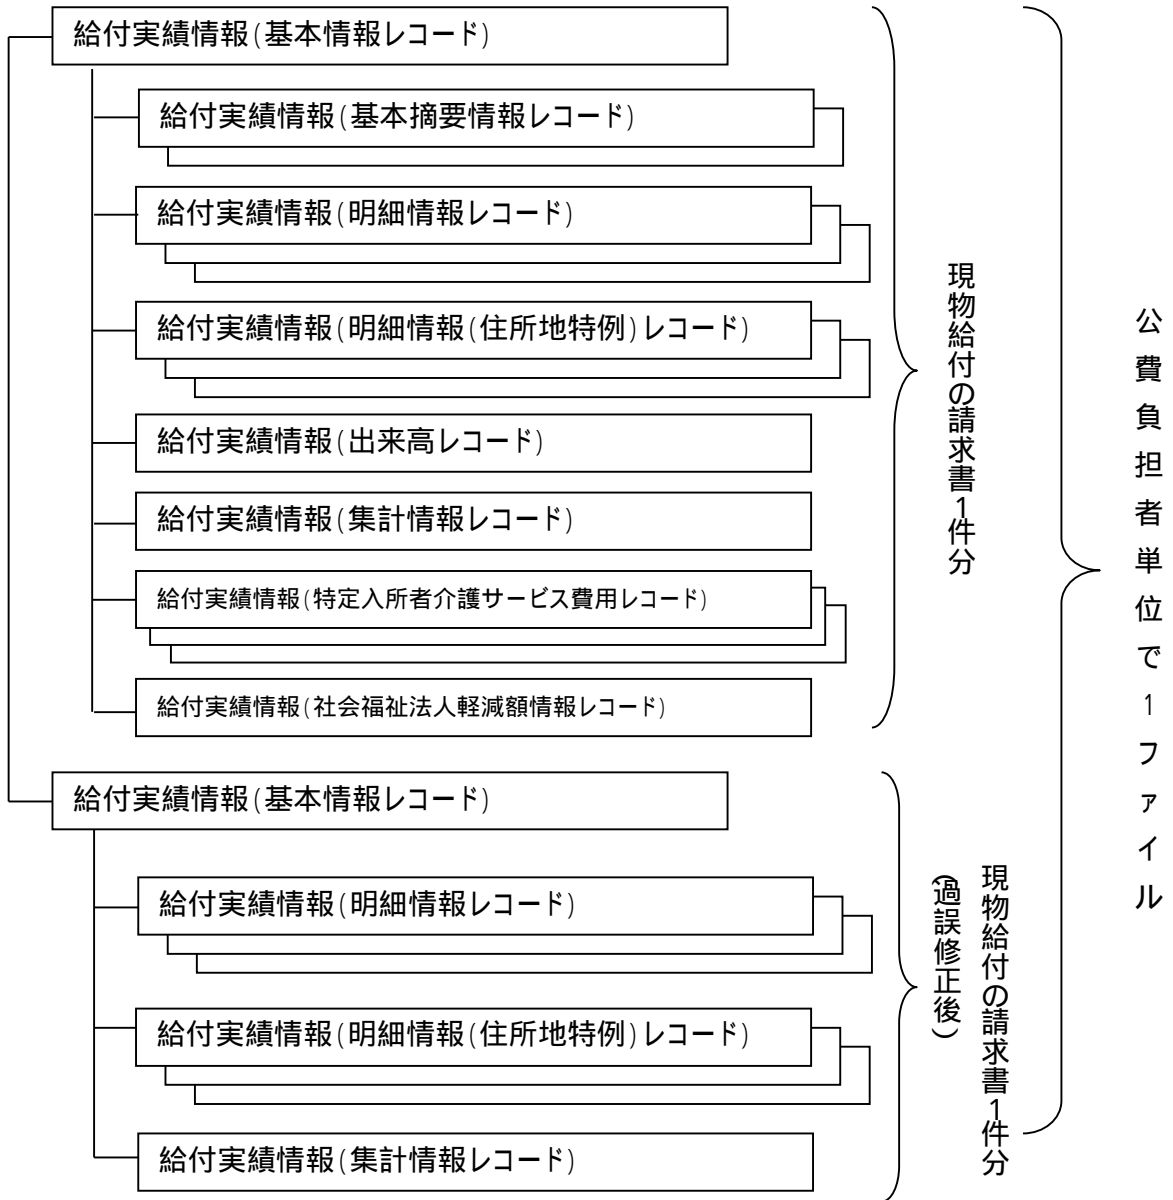 給付実績情報(基本情報レコード)
給付実績情報(基本摘要情報レコード)
給付実績情報(明細情報レコード)
給付実績情報(明細情報(住所地特例)レコード)
給付実績情報(出来高レコード)
給付実績情報(集計情報レコード)
給付実績情報(特定入所者介護サービス費用レコード)
給付実績情報(社会福祉法人軽減額情報レコード)
現物給付の請求書1件分
給付実績情報(基本情報レコード)
給付実績情報(明細情報レコード)
給付実績情報(明細情報(住所地特例)レコード)
給付実績情報(集計情報レコード)
現物給付の請求書1件分
(過誤修正後)
公費負担者単位で1ファイル